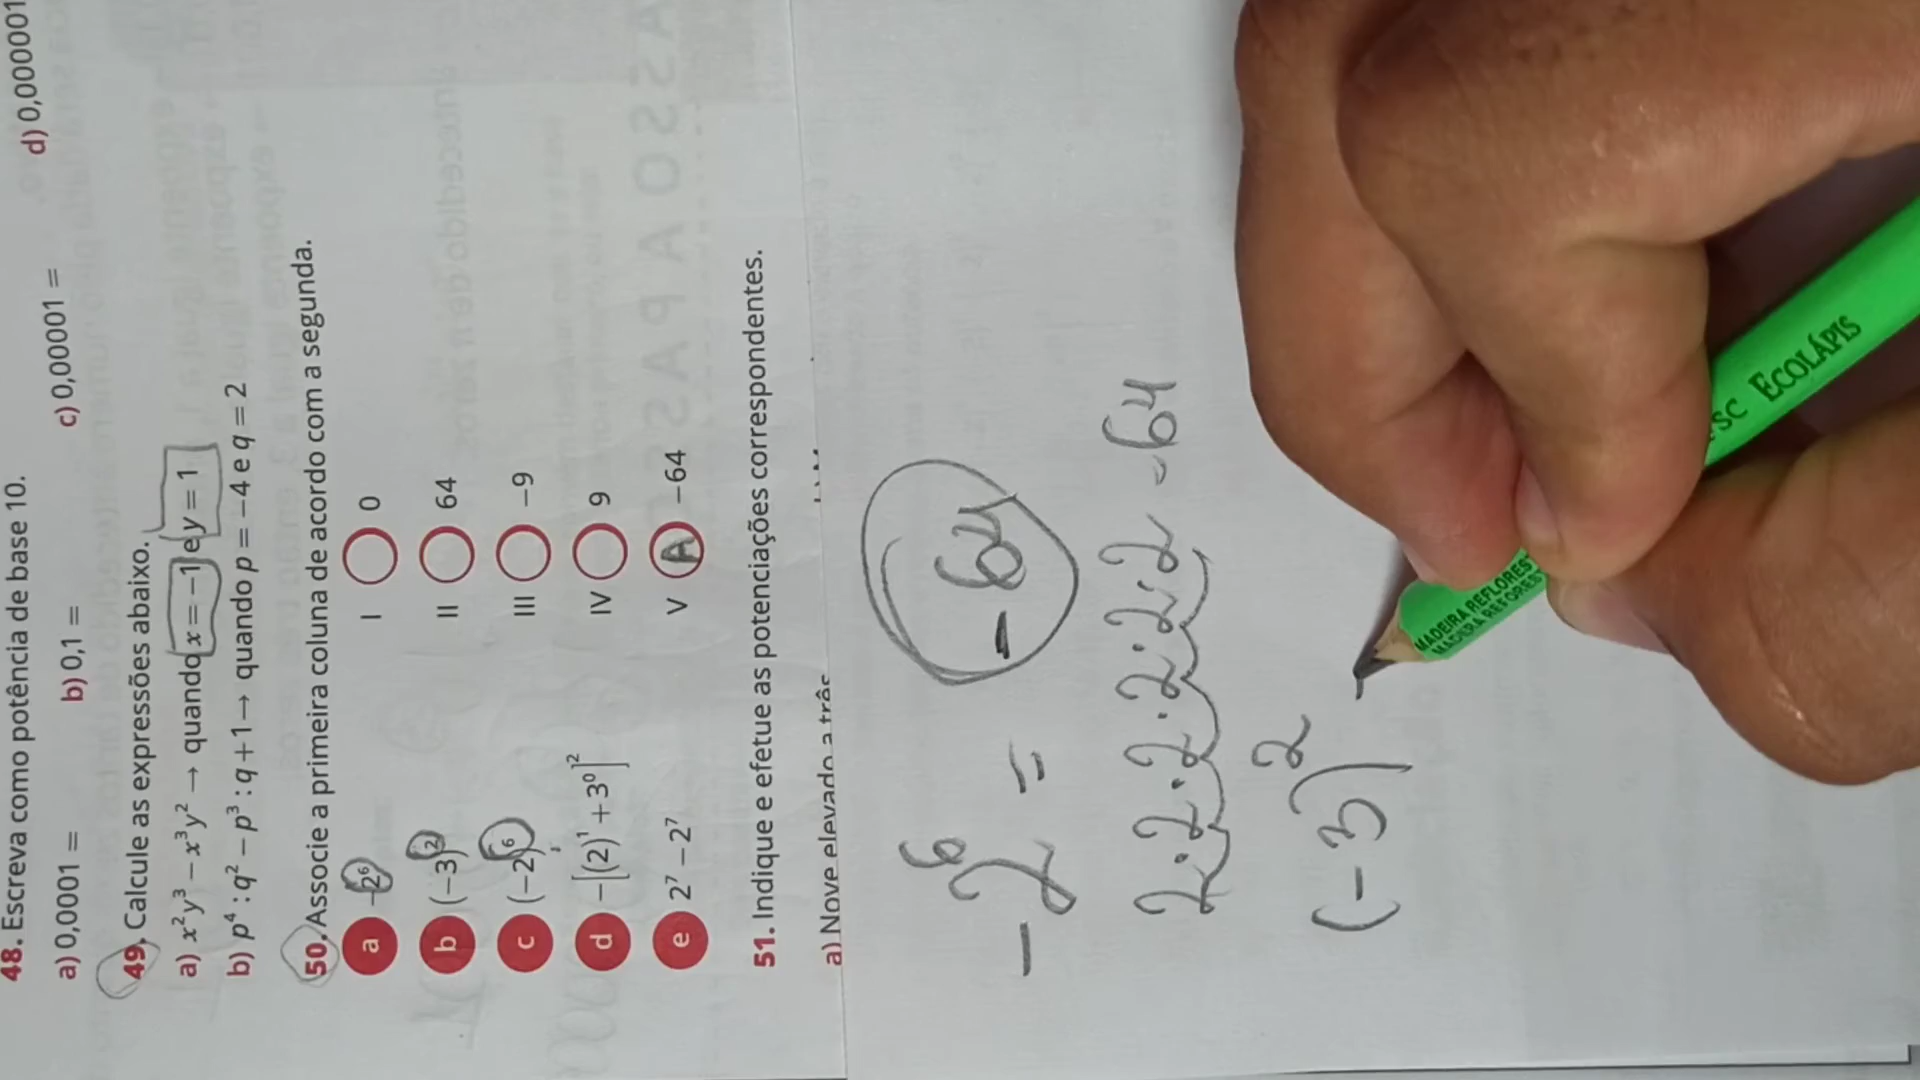 48. Escreva como potência de base 10.
a) 0,0001 = b) 0,1 = c) 0,00001 = d) 0,0000001
49. Calcule as expressões abaixo.
a) x²y³ − x³y² → quando x = −1 e y = 1
b) p⁴ : q² − p³ : q + 1 → quando p = −4 e q = 2
50. Associe a primeira coluna de acordo com a segunda.
a −2⁶ I 0
b (−3)² II 64
c (−2)⁶ III −9
d −[(2)¹ + 3⁰]² IV 9
e 2⁷ − 2⁷ V A −64
51. Indique e efetue as potenciações correspondentes.
a) Nove elevado a três
−2⁶ = −64
2.2.2.2.2.2 = 64
(−3)²
MADEIRA REFLOREST
FSC ECOLÁPIS